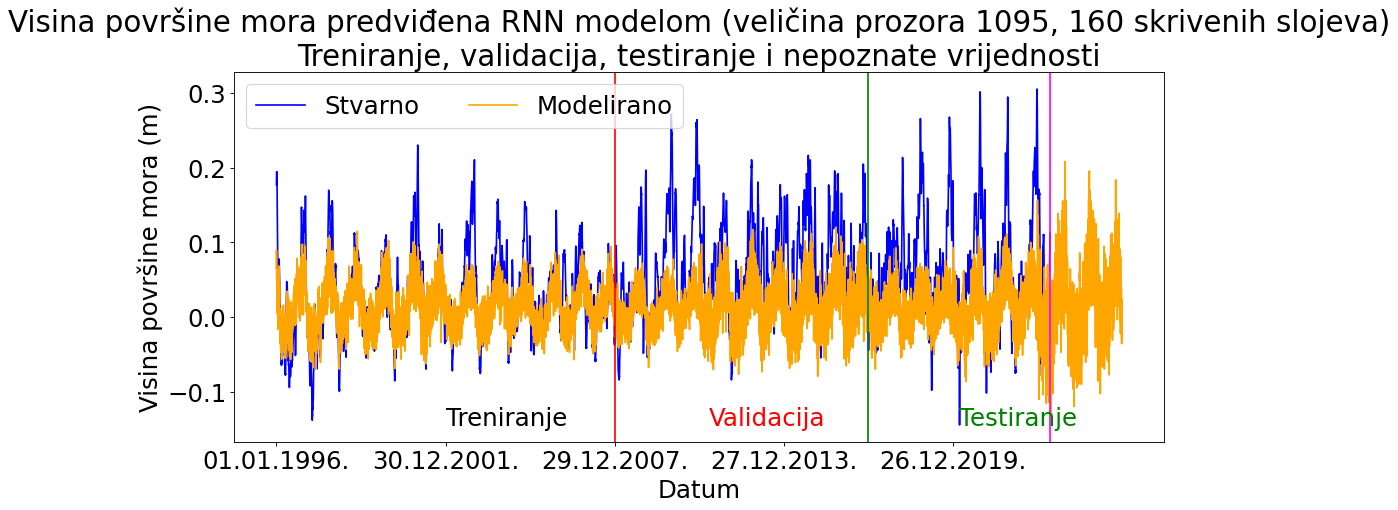 Visina površine mora predviđena RNN modelom (veličina prozora 1095, 160 skrivenih slojeva)
Treniranje, validacija, testiranje i nepoznate vrijednosti
Stvarno Modelirano
Visina površine mora (m)
0.3
0.2
0.1
0.0
−0.1
Treniranje Validacija Testiranje
01.01.1996. 30.12.2001. 29.12.2007. 27.12.2013. 26.12.2019.
Datum